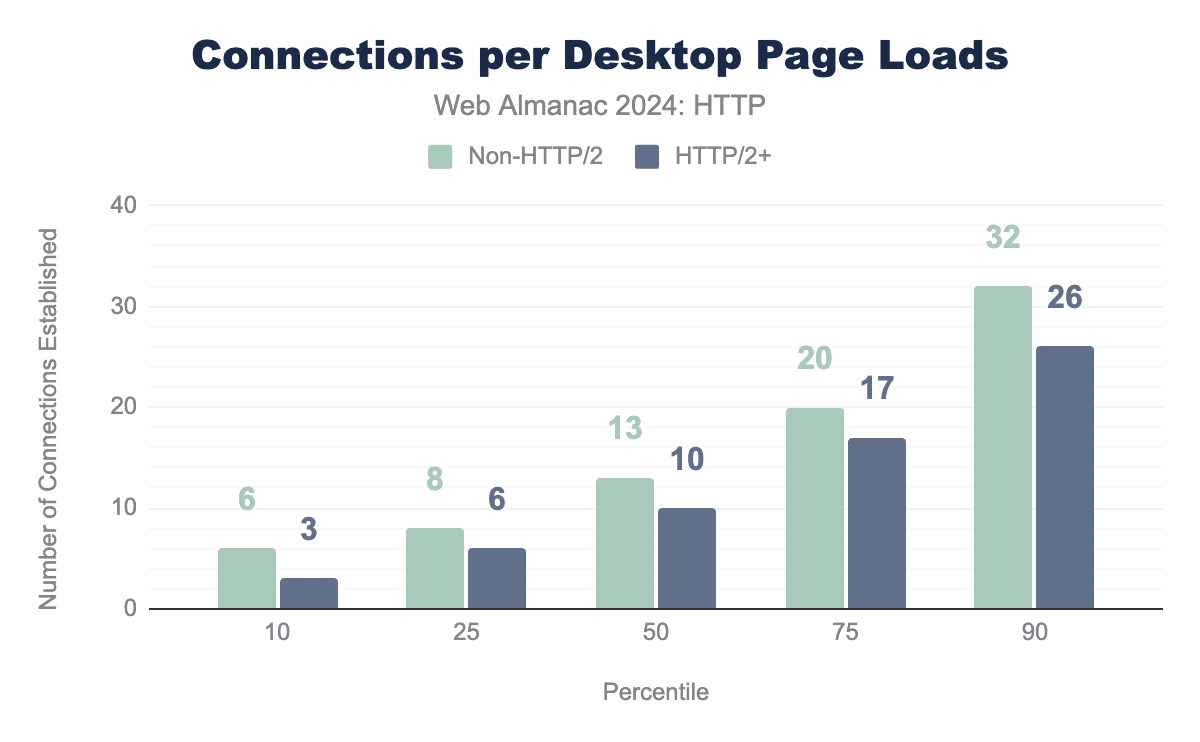 Connections per Desktop Page Loads
Web Almanac 2024: HTTP
Non-HTTP/2 HTTP/2+
Number of Connections Established
40
30
20
10
0
6
3
8
6
13
10
20
17
32
26
10 25 50 75 90
Percentile